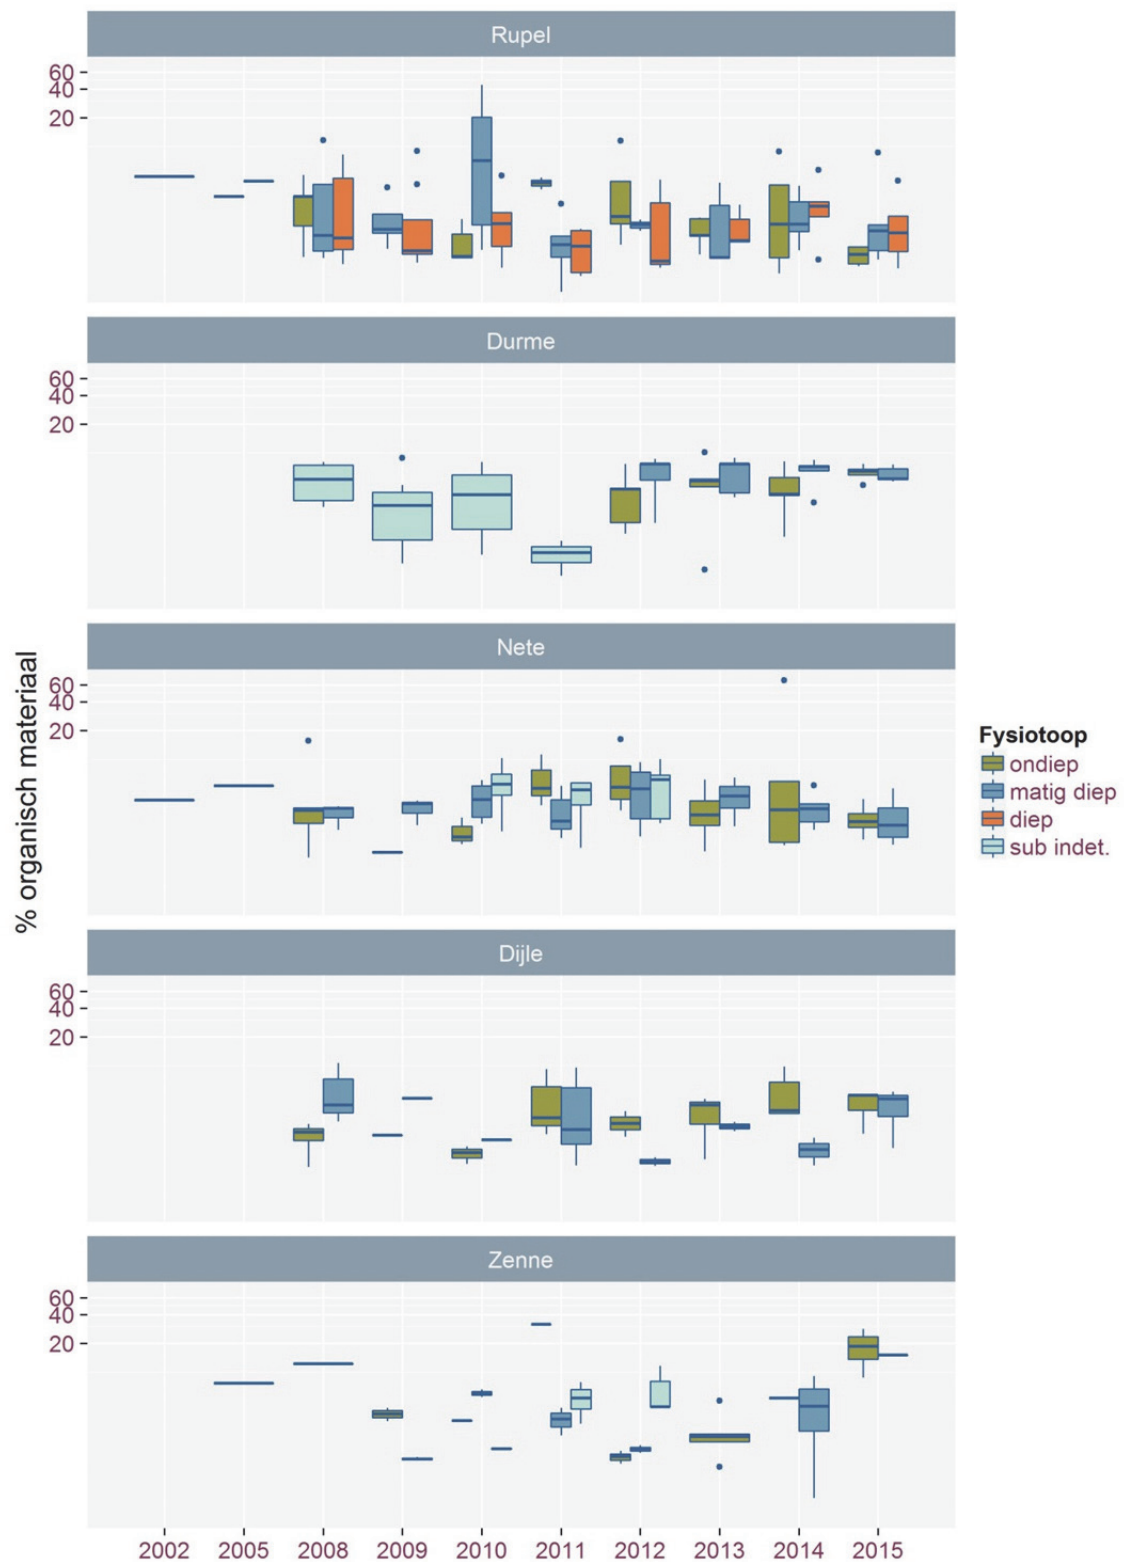 Rupel
60
40
20
Durme
60
40
20
% organisch materiaal
Nete
60
40
20
Fysiotoop
ondiep
matig diep
diep
sub indet.
Dijle
60
40
20
Zenne
60
40
20
2002 2005 2008 2009 2010 2011 2012 2013 2014 2015